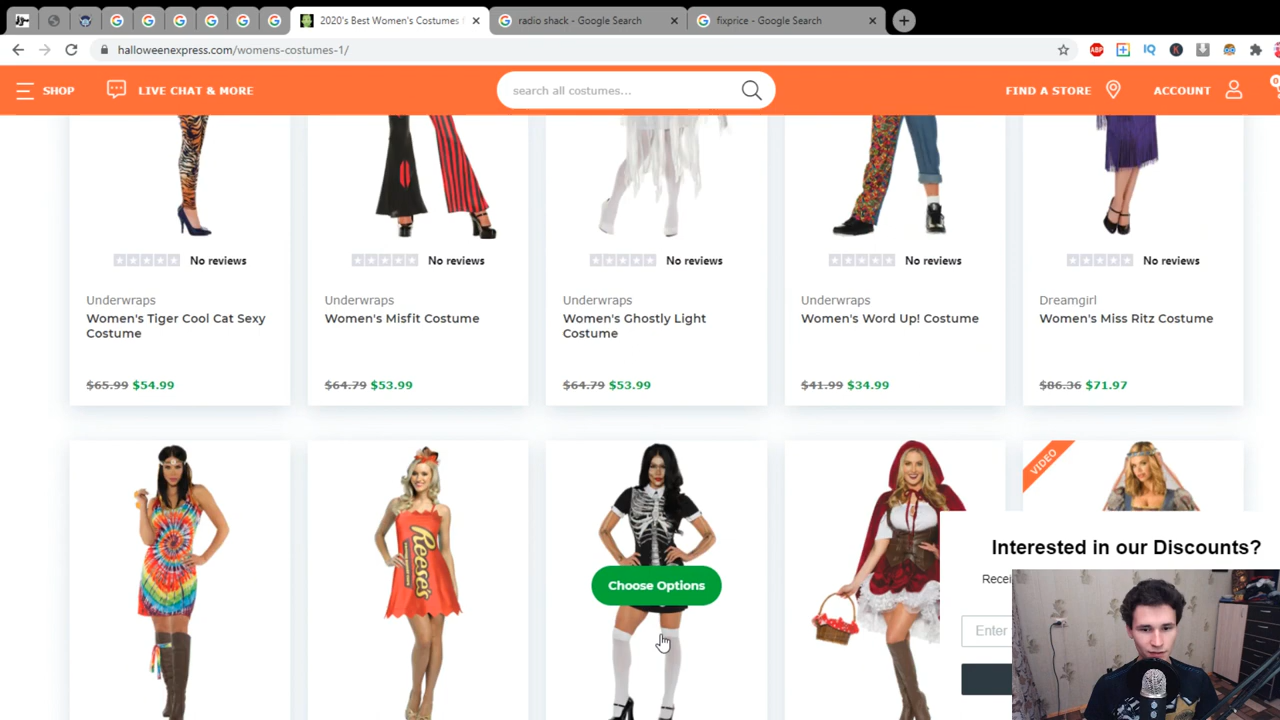 2020's Best Women's Costumes
radio shack - Google Search
fixprice - Google Search
halloweenexpress.com/womens-costumes-1/
ABP
IQ
K
SHOP
LIVE CHAT & MORE
search all costumes...
FIND A STORE
ACCOUNT
0
No reviews
No reviews
No reviews
No reviews
No reviews
Underwraps
Women's Tiger Cool Cat Sexy
Costume
$65.99 $54.99
Underwraps
Women's Misfit Costume
$64.79 $53.99
Underwraps
Women's Ghostly Light
Costume
$64.79 $53.99
Underwraps
Women's Word Up! Costume
$41.99 $34.99
Dreamgirl
Women's Miss Ritz Costume
$86.36 $71.97
REESE'S
Choose Options
VIDEO
Interested in our Discounts?
Enter